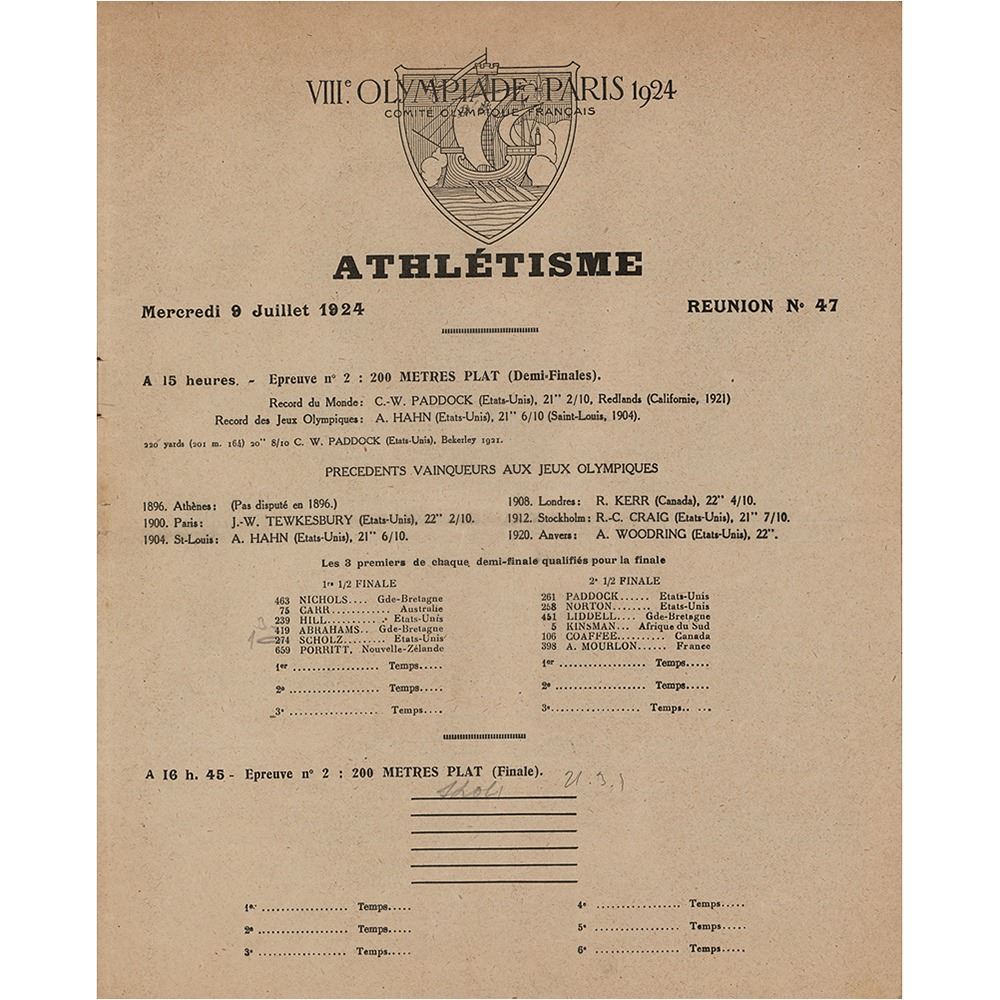 VIIIe. OLYMPIADE PARIS 1924
COMITÉ OLYMPIQUE FRANÇAIS
ATHLÉTISME
Mercredi 9 Juillet 1924
REUNION No 47
A 15 heures. - Epreuve no 2 : 200 METRES PLAT (Demi-Finales).
Record du Monde: C.-W. PADDOCK (Etats-Unis), 21'' 2/10, Redlands (Californie, 1921)
Record des Jeux Olympiques: A. HAHN (Etats-Unis), 21'' 6/10 (Saint-Louis, 1904).
220 yards (201 m. 164) 20'' 8/10 C. W. PADDOCK (Etats-Unis), Bekerley 1921.
PRECEDENTS VAINQUEURS AUX JEUX OLYMPIQUES
1896. Athènes: (Pas disputé en 1896.)
1900. Paris: J.-W. TEWKESBURY (Etats-Unis), 22'' 2/10.
1904. St-Louis: A. HAHN (Etats-Unis), 21'' 6/10.
1908. Londres: R. KERR (Canada), 22'' 4/10.
1912. Stockholm: R.-C. CRAIG (Etats-Unis), 21'' 7/10.
1920. Anvers: A. WOODRING (Etats-Unis), 22''.
Les 3 premiers de chaque demi-finale qualifiés pour la finale
1re 1/2 FINALE
463 NICHOLS.... Gde-Bretagne
75 CARR............ Australie
239 HILL............ Etats-Unis
419 ABRAHAMS.. Gde-Bretagne
274 SCHOLZ........ Etats-Unis
659 PORRITT. Nouvelle-Zélande
1er .................. Temps.....
2e .................. Temps.....
3e .................. Temps....
2e 1/2 FINALE
261 PADDOCK...... Etats-Unis
258 NORTON....... Etats-Unis
451 LIDDELL.... Gde-Bretagne
5 KINSMAN... Afrique du Sud
106 COAFFEE.......... Canada
398 A. MOURLON...... France
1er .................. Temps.....
2e .................. Temps.....
3e .................. Temps.. ...
A 16 h. 45 - Epreuve no 2 : 200 METRES PLAT (Finale).
1er .................. Temps.....
2e .................. Temps.....
3e .................. Temps.....
4e .................. Temps.....
5e .................. Temps.....
6e .................. Temps.....